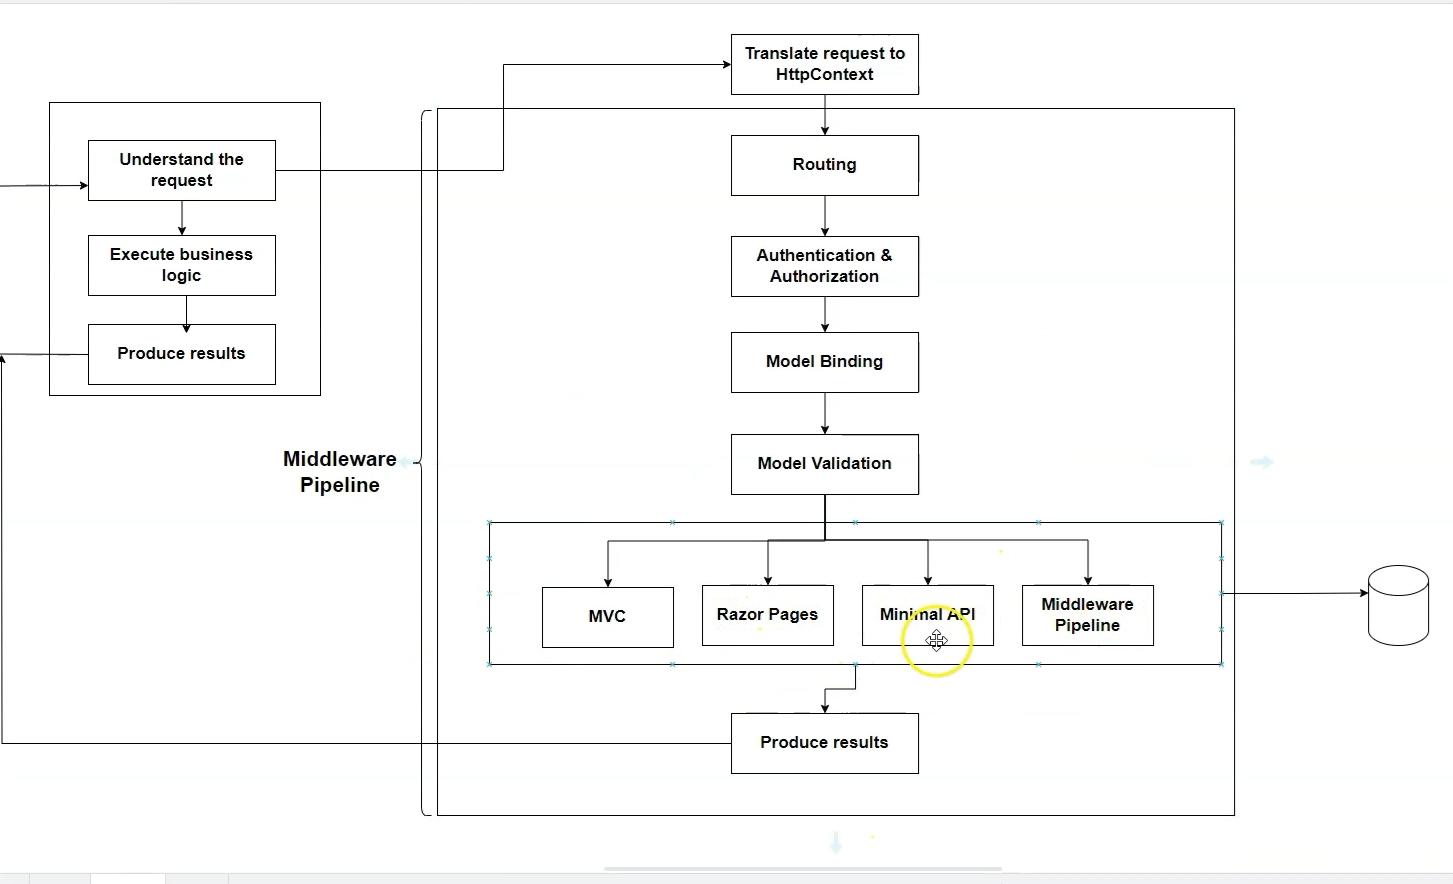 Translate request to
HttpContext
Understand the
request
Routing
Execute business
logic
Authentication &
Authorization
Produce results
Model Binding
Middleware
Pipeline
Model Validation
MVC
Razor Pages
Minimal API
Middleware
Pipeline
Produce results